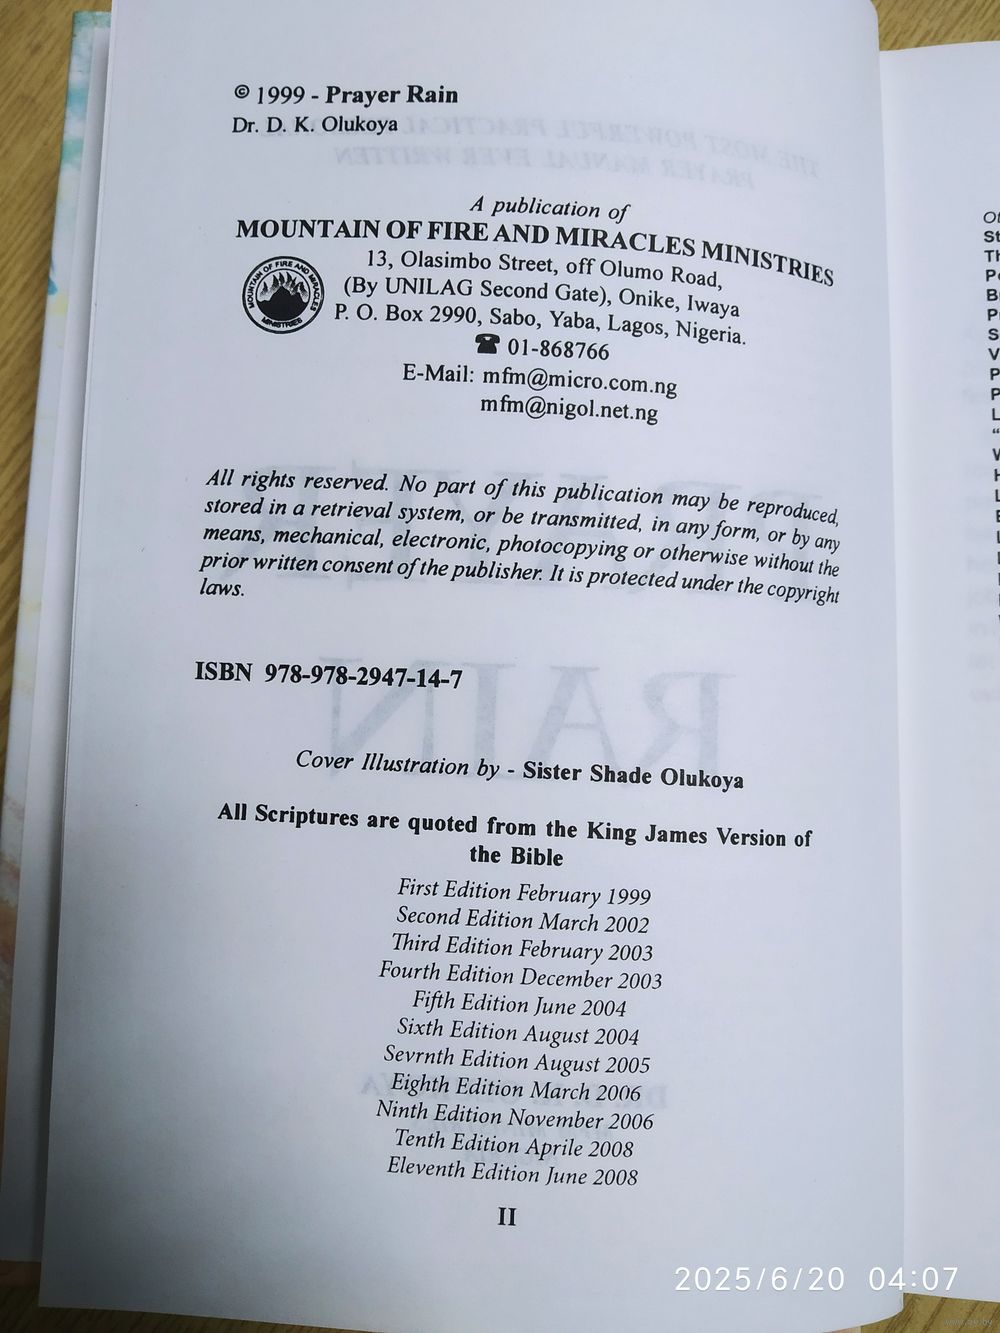 © 1999 - Prayer Rain
Dr. D. K. Olukoya
A publication of
MOUNTAIN OF FIRE AND MIRACLES MINISTRIES
MOUNTAIN OF FIRE AND MIRACLES
MINISTRIES
13, Olasimbo Street, off Olumo Road,
(By UNILAG Second Gate), Onike, Iwaya
P. O. Box 2990, Sabo, Yaba, Lagos, Nigeria.
☎ 01-868766
E-Mail: mfm@micro.com.ng
mfm@nigol.net.ng
All rights reserved. No part of this publication may be reproduced,
stored in a retrieval system, or be transmitted, in any form, or by any
means, mechanical, electronic, photocopying or otherwise without the
prior written consent of the publisher. It is protected under the copyright
laws.
ISBN 978-978-2947-14-7
Cover Illustration by - Sister Shade Olukoya
All Scriptures are quoted from the King James Version of
the Bible
First Edition February 1999
Second Edition March 2002
Third Edition February 2003
Fourth Edition December 2003
Fifth Edition June 2004
Sixth Edition August 2004
Sevrnth Edition August 2005
Eighth Edition March 2006
Ninth Edition November 2006
Tenth Edition Aprile 2008
Eleventh Edition June 2008
II
2025/6/20 04:07